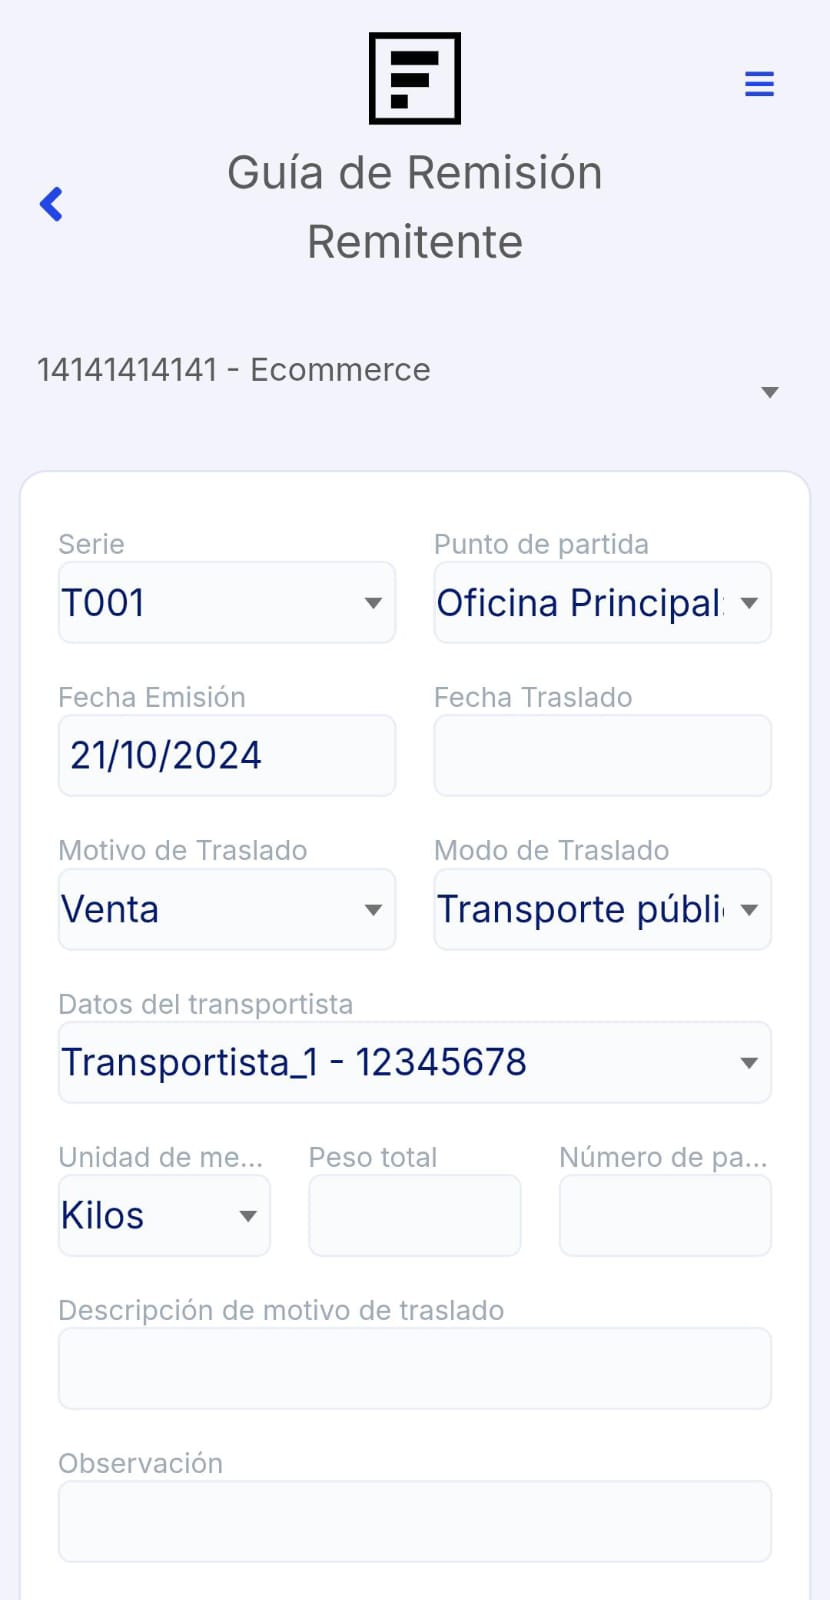 Guía de Remisión
Remitente
14141414141 - Ecommerce
Serie
Punto de partida
T001
Oficina Principal:
Fecha Emisión
Fecha Traslado
21/10/2024
Motivo de Traslado
Modo de Traslado
Venta
Transporte públi
Datos del transportista
Transportista_1 - 12345678
Unidad de me...
Peso total
Número de pa...
Kilos
Descripción de motivo de traslado
Observación